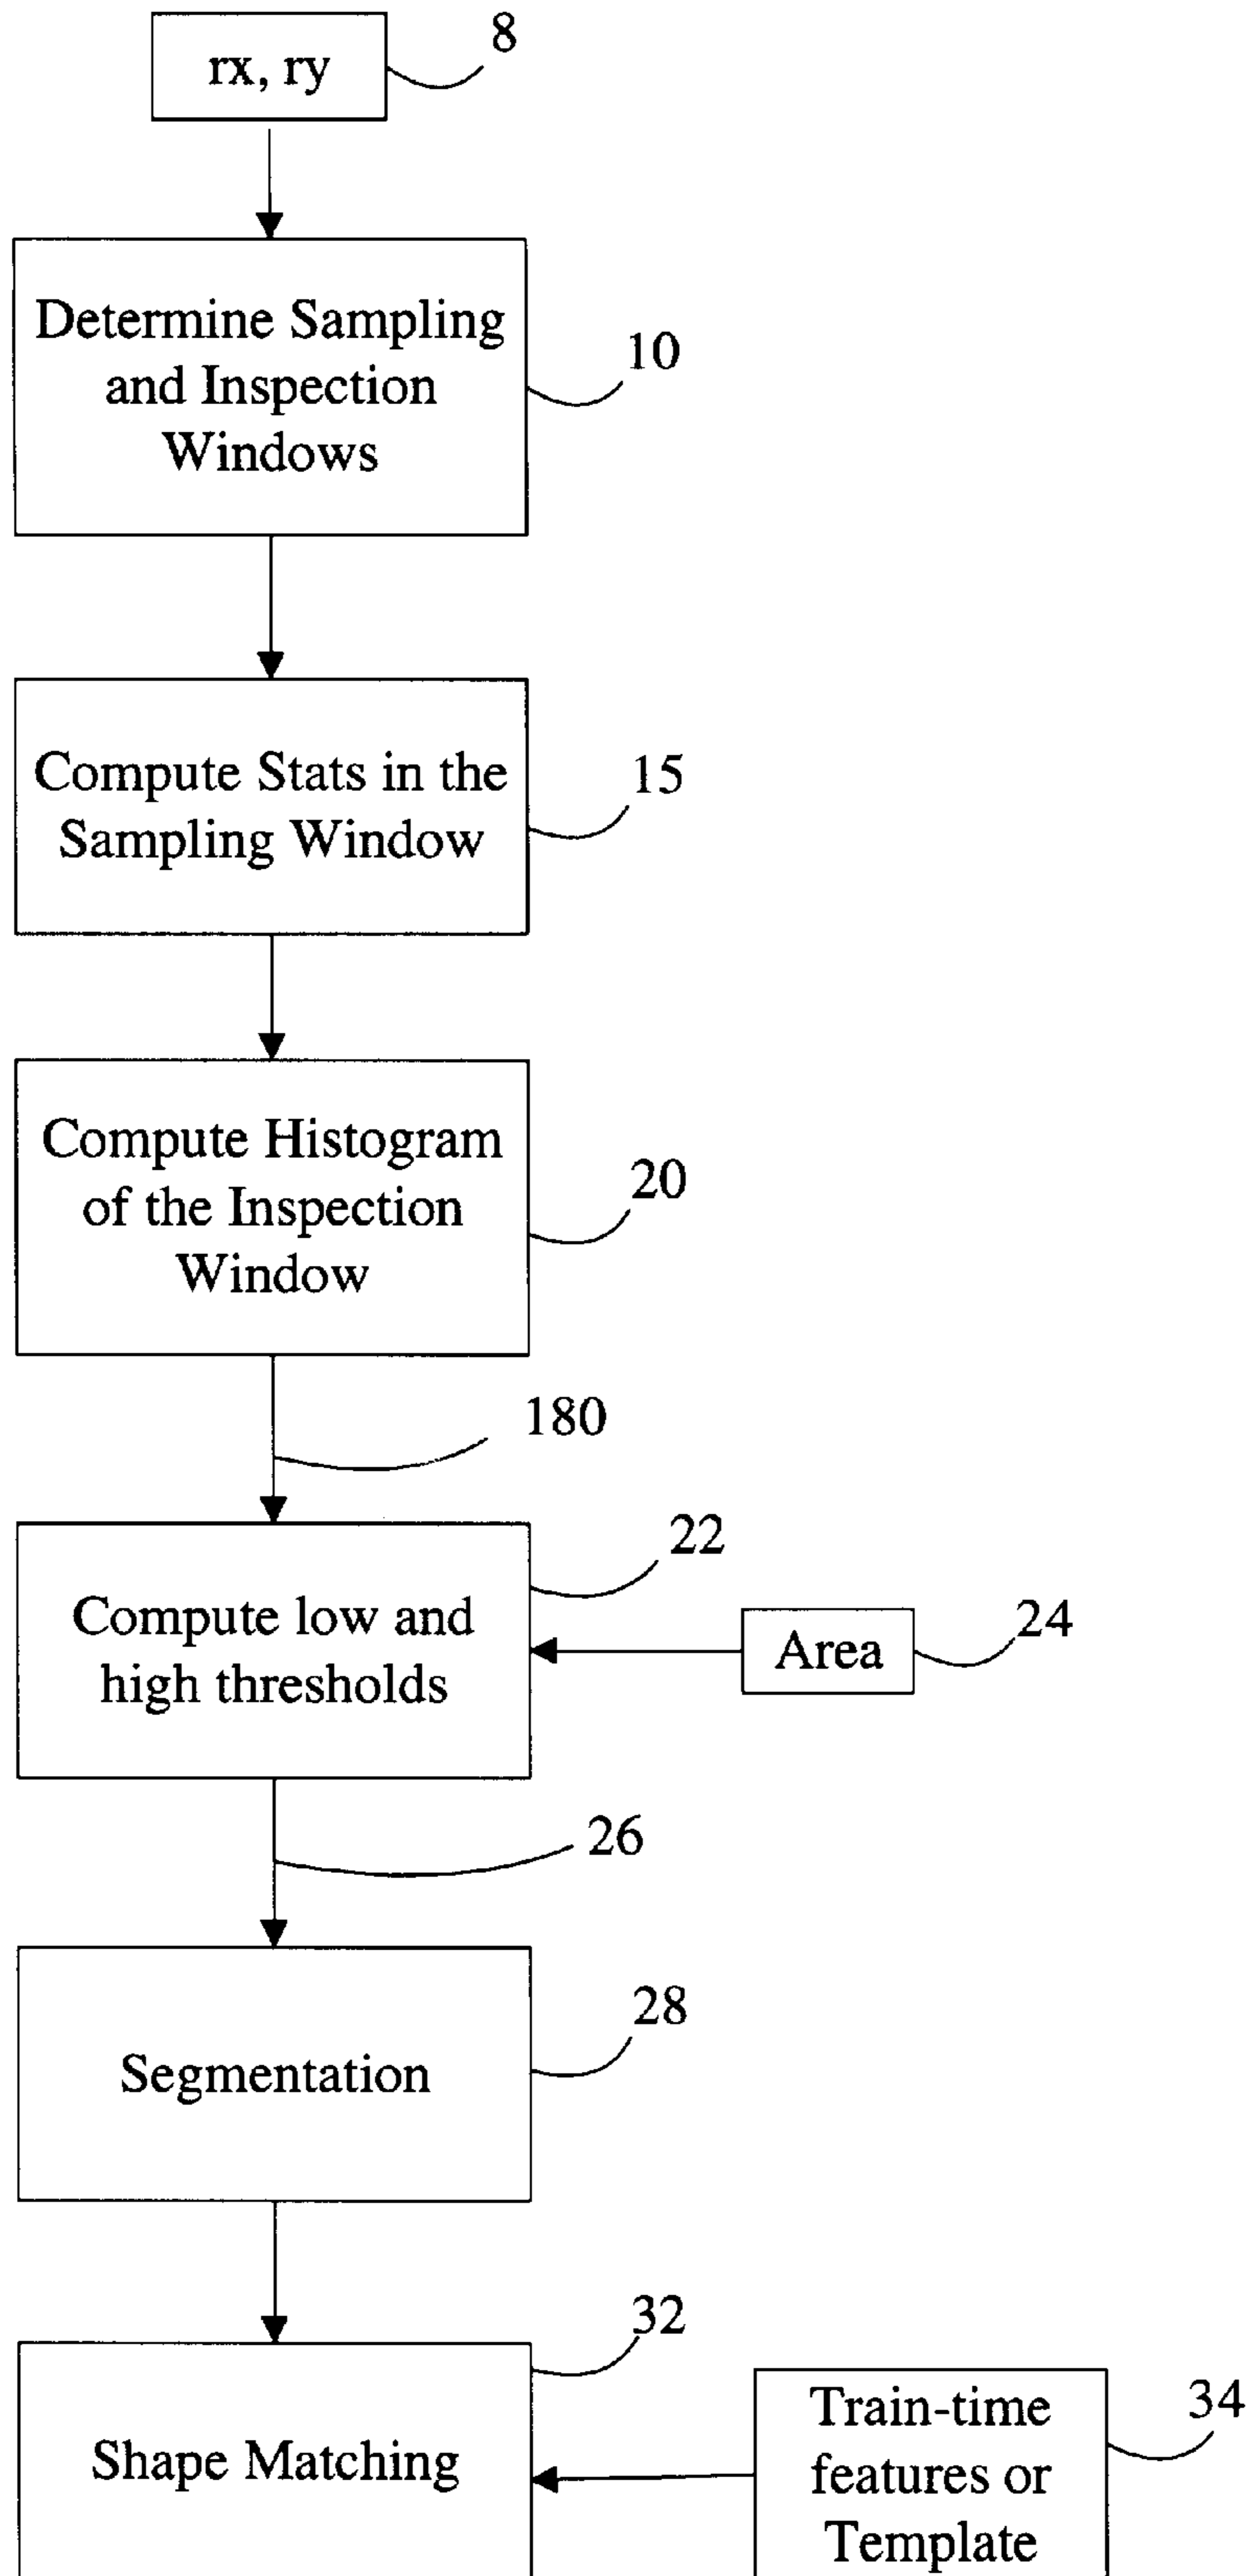 rx, ry
8
Determine Sampling
and Inspection
Windows
10
Compute Stats in the
Sampling Window
15
Compute Histogram
of the Inspection
Window
20
180
Compute low and
high thresholds
22
Area
24
26
Segmentation
28
Shape Matching
32
Train-time
features or
Template
34